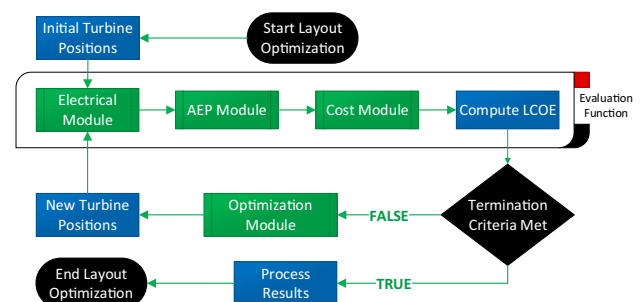 Initial Turbine
Positions
Start Layout
Optimization
Electrical
Module
AEP Module
Cost Module
Compute LCOE
Evaluation
Function
New Turbine
Positions
Optimization
Module
FALSE
Termination
Criteria Met
End Layout
Optimization
Process
Results
TRUE